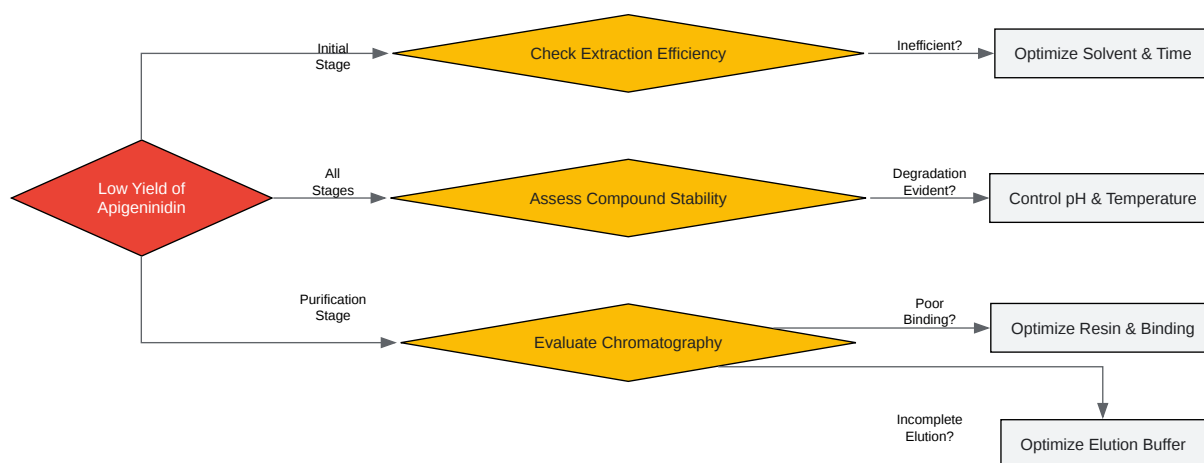 Initial
Stage
Check Extraction Efficiency
Inefficient?
Optimize Solvent & Time
Low Yield of
Apigeninidin
All
Stages
Assess Compound Stability
Degradation
Evident?
Control pH & Temperature
Purification
Stage
Evaluate Chromatography
Poor
Binding?
Optimize Resin & Binding
Incomplete
Elution?
Optimize Elution Buffer